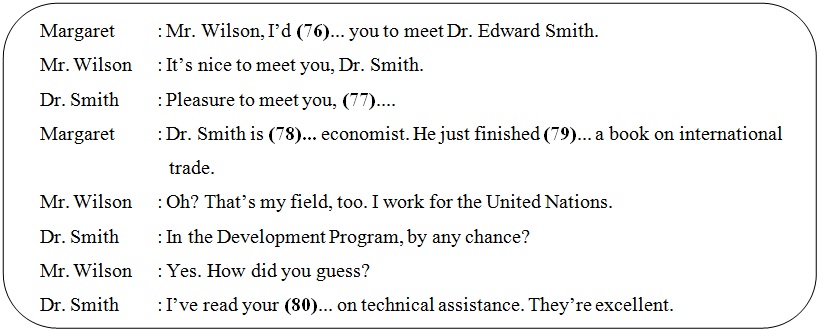 Margaret : Mr. Wilson, I’d (76)... you to meet Dr. Edward Smith.
Mr. Wilson : It’s nice to meet you, Dr. Smith.
Dr. Smith : Pleasure to meet you, (77)....
Margaret : Dr. Smith is (78)... economist. He just finished (79)... a book on international
trade.
Mr. Wilson : Oh? That’s my field, too. I work for the United Nations.
Dr. Smith : In the Development Program, by any chance?
Mr. Wilson : Yes. How did you guess?
Dr. Smith : I’ve read your (80)... on technical assistance. They’re excellent.